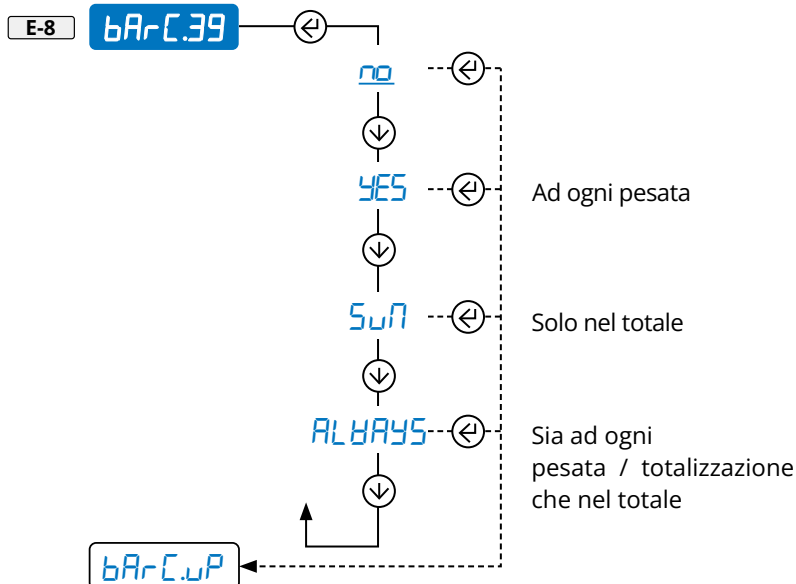 E-8 bArC.39
no
YES
Ad ogni pesata
SuM
Solo nel totale
ALWAYS
Sia ad ogni
pesata / totalizzazione
che nel totale
bArC.uP